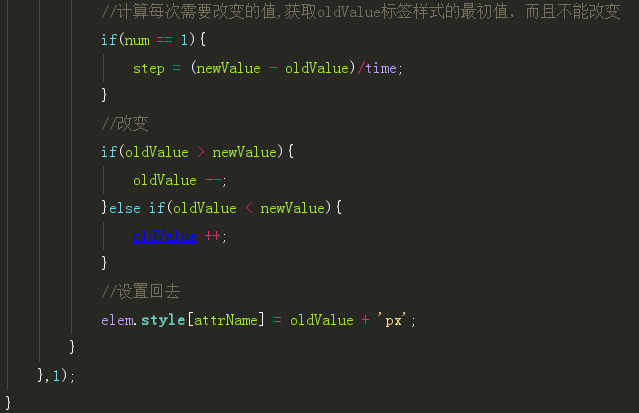 //计算每次需要改变的值,获取oldValue标签样式的最初值，而且不能改变
if(num == 1){
step = (newValue - oldValue)/time;
}
//改变
if(oldValue > newValue){
oldValue --;
}else if(oldValue < newValue){
oldValue ++;
}
//设置回去
elem.style[attrName] = oldValue + 'px';
}
},1);
}